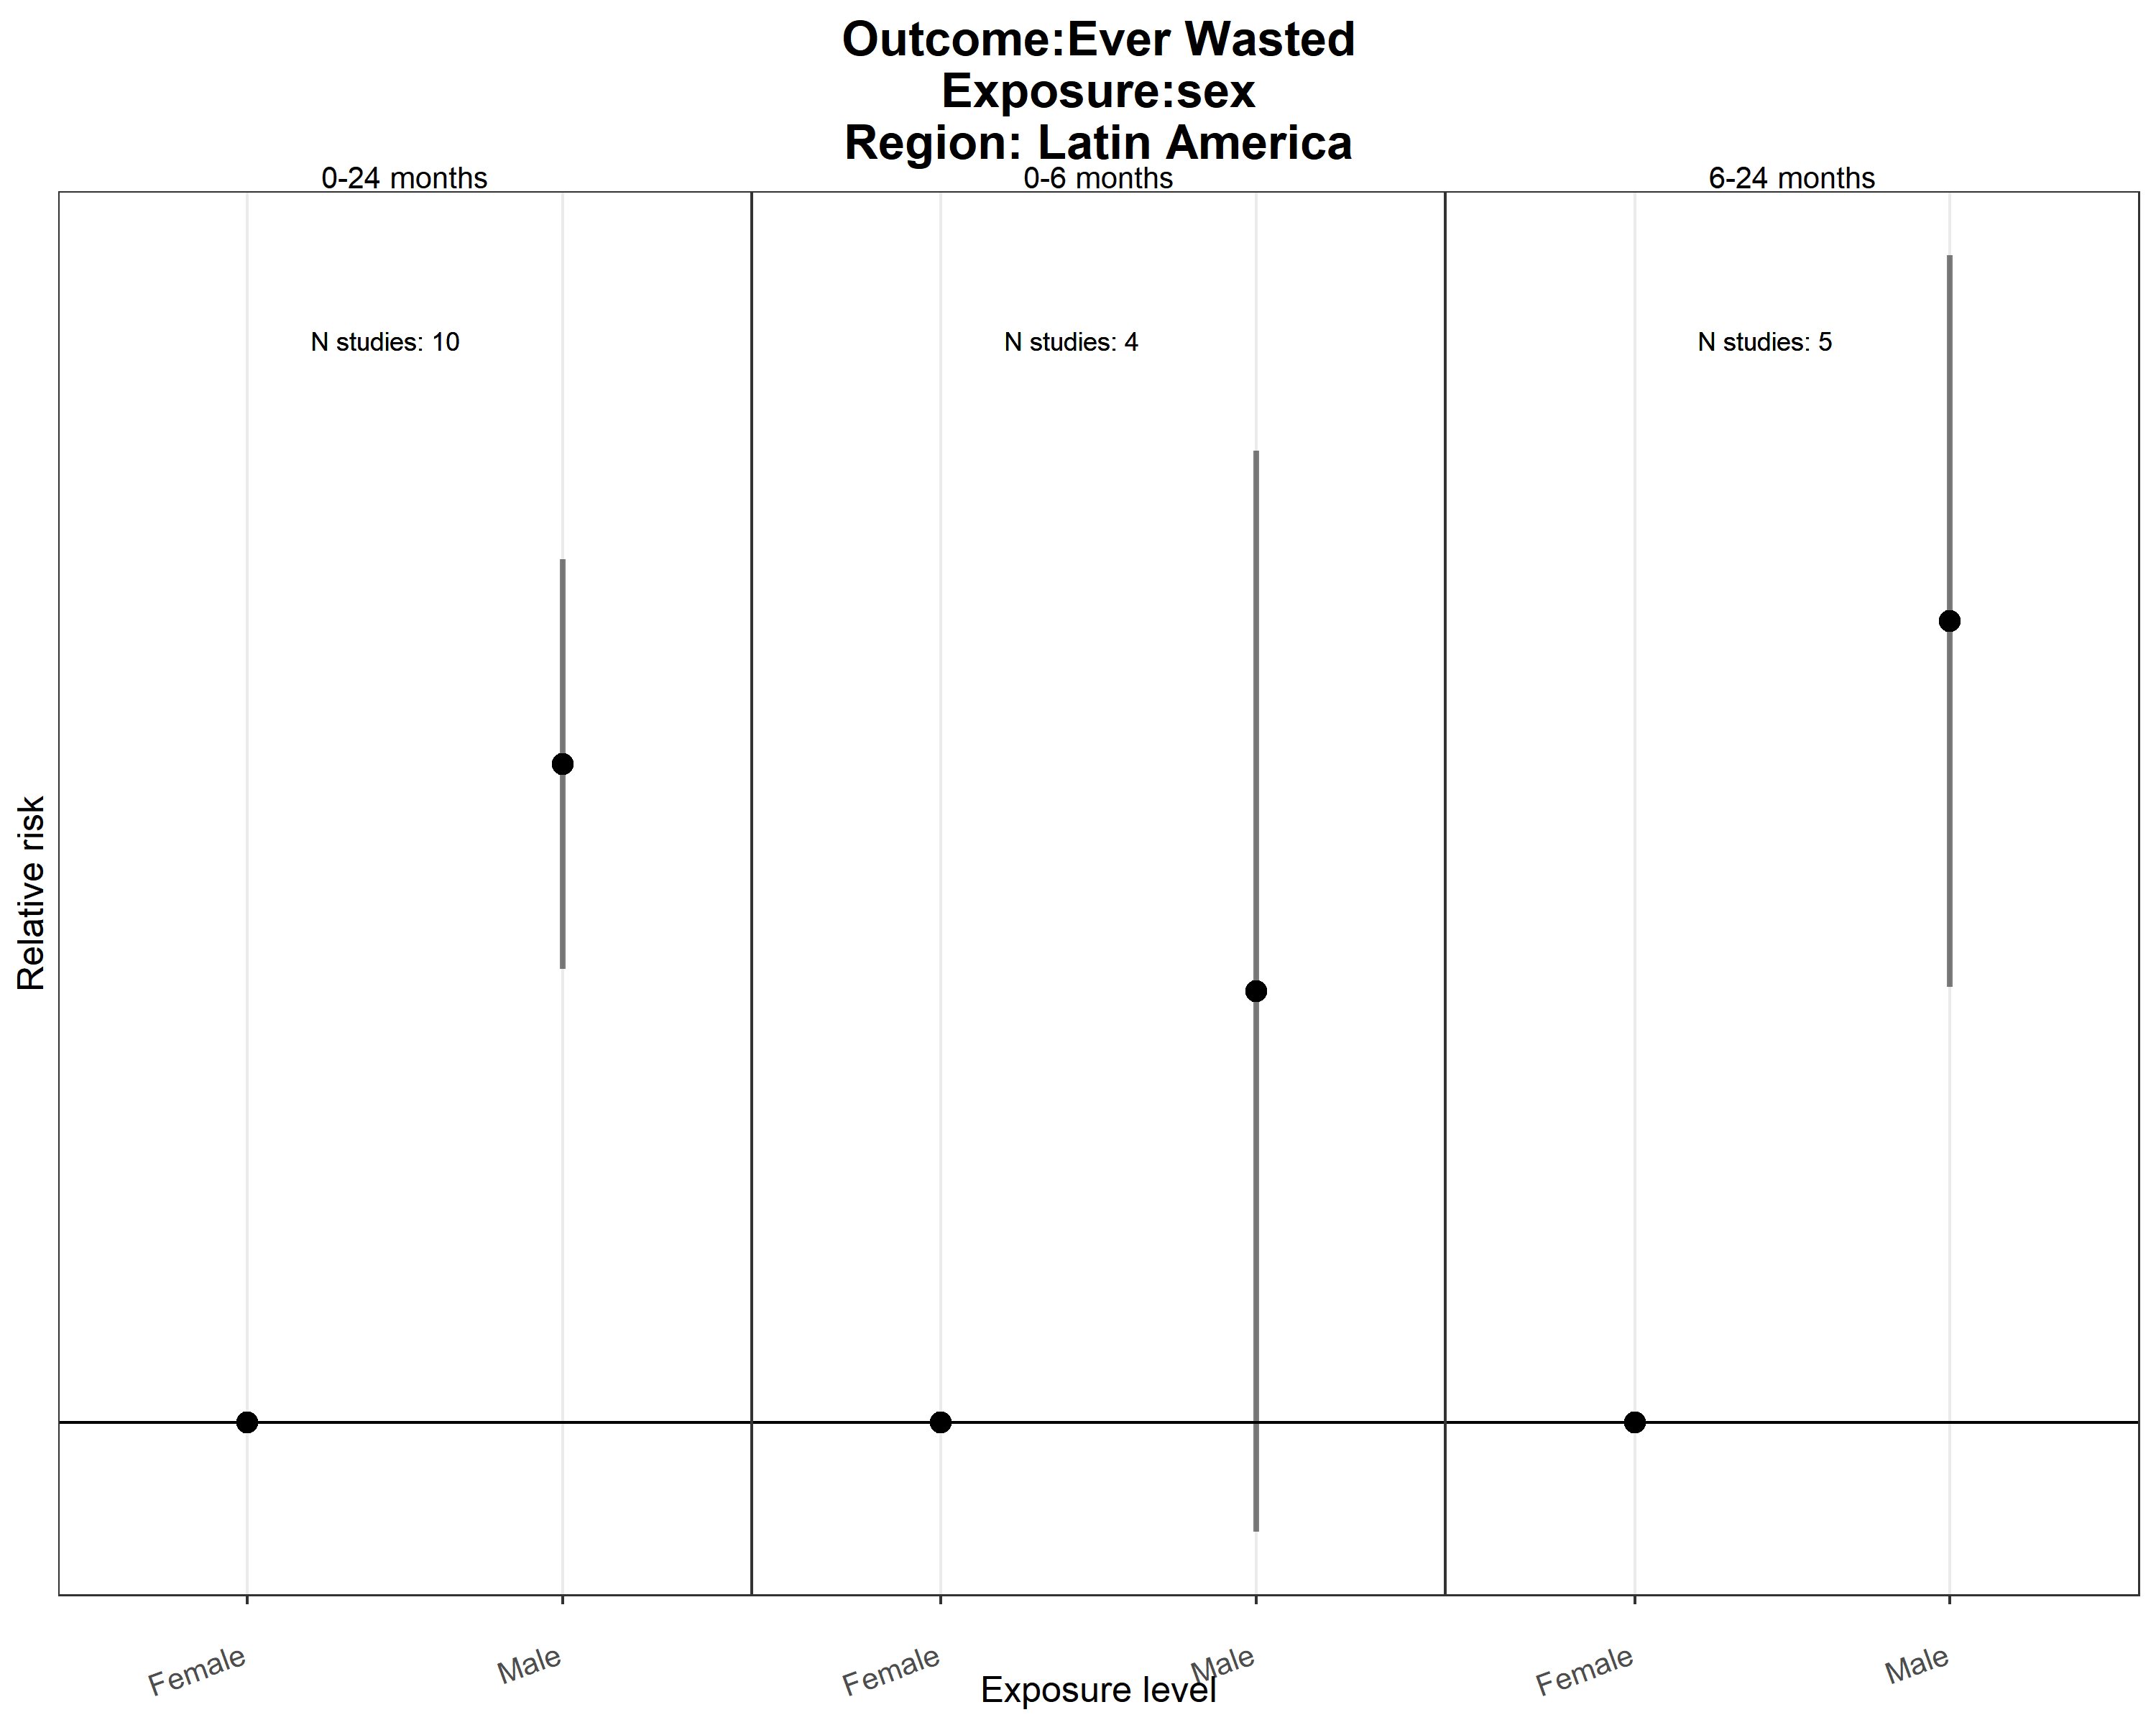 Outcome:Ever Wasted
Exposure:sex
Region: Latin America
0-24 months
0-6 months
6-24 months
N studies: 10
N studies: 4
N studies: 5
Relative risk
Female
Male
Female
Male
Female
Male
Exposure level